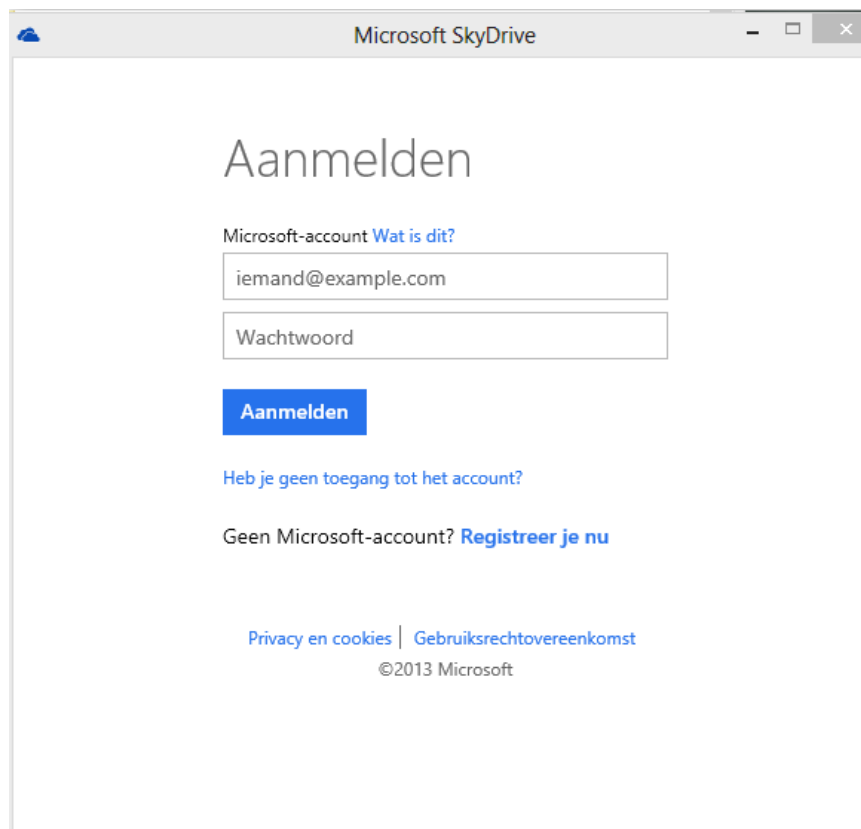 Microsoft SkyDrive
Aanmelden
Microsoft-account Wat is dit?
iemand@example.com
Wachtwoord
Aanmelden
Heb je geen toegang tot het account?
Geen Microsoft-account? Registreer je nu
Privacy en cookies | Gebruiksrechtovereenkomst
©2013 Microsoft